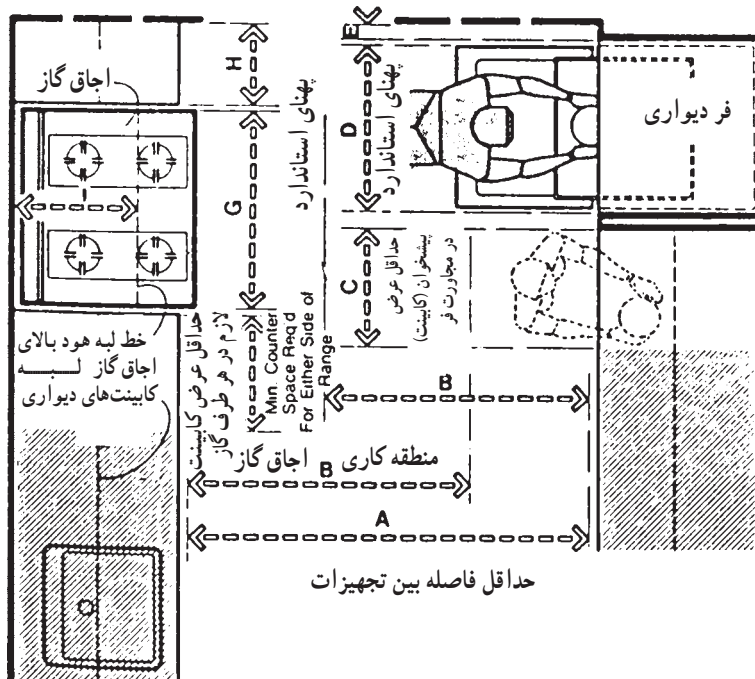 E
H
اجاق گاز
پهنای استاندارد
پهنای استاندارد
D
فر دیواری
I
G
C
حداقل عرض
پیشخوان (کابینت)
در مجاورت فر
خط لبه هود بالای
اجاق گاز لبـــه
کابینت‌های دیواری
حداقل عرض کابینت
لازم در هر طرف گاز
Min. Counter
Space Req'd
For Either Side of
Range
B
منطقه کاری اجاق گاز
B
A
حداقل فاصله بین تجهیزات